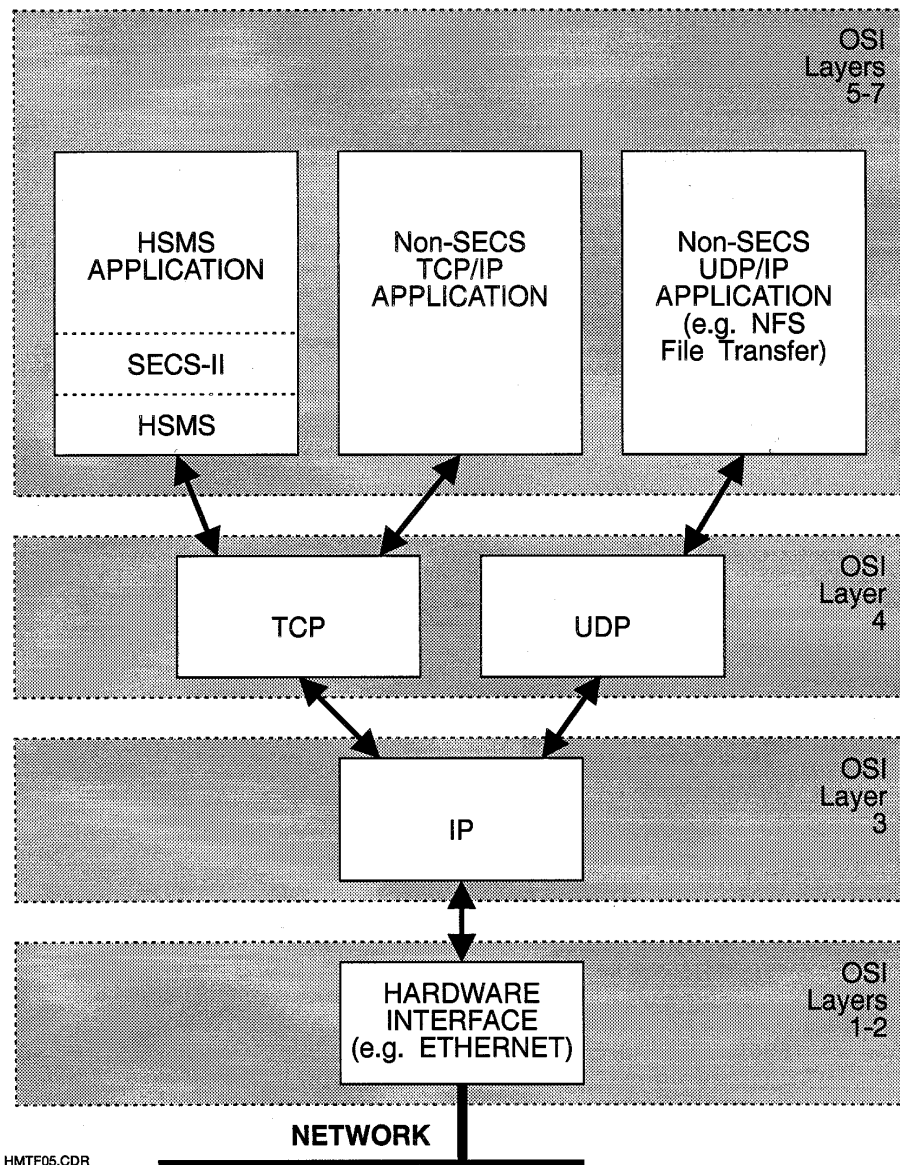 OSI
Layers
5-7
HSMS
APPLICATION
SECS-II
HSMS
Non-SECS
TCP/IP
APPLICATION
Non-SECS
UDP/IP
APPLICATION
(e.g. NFS
File Transfer)
OSI
Layer
4
TCP
UDP
OSI
Layer
3
IP
OSI
Layers
1-2
HARDWARE
INTERFACE
(e.g. ETHERNET)
NETWORK
HMTF05.CDR